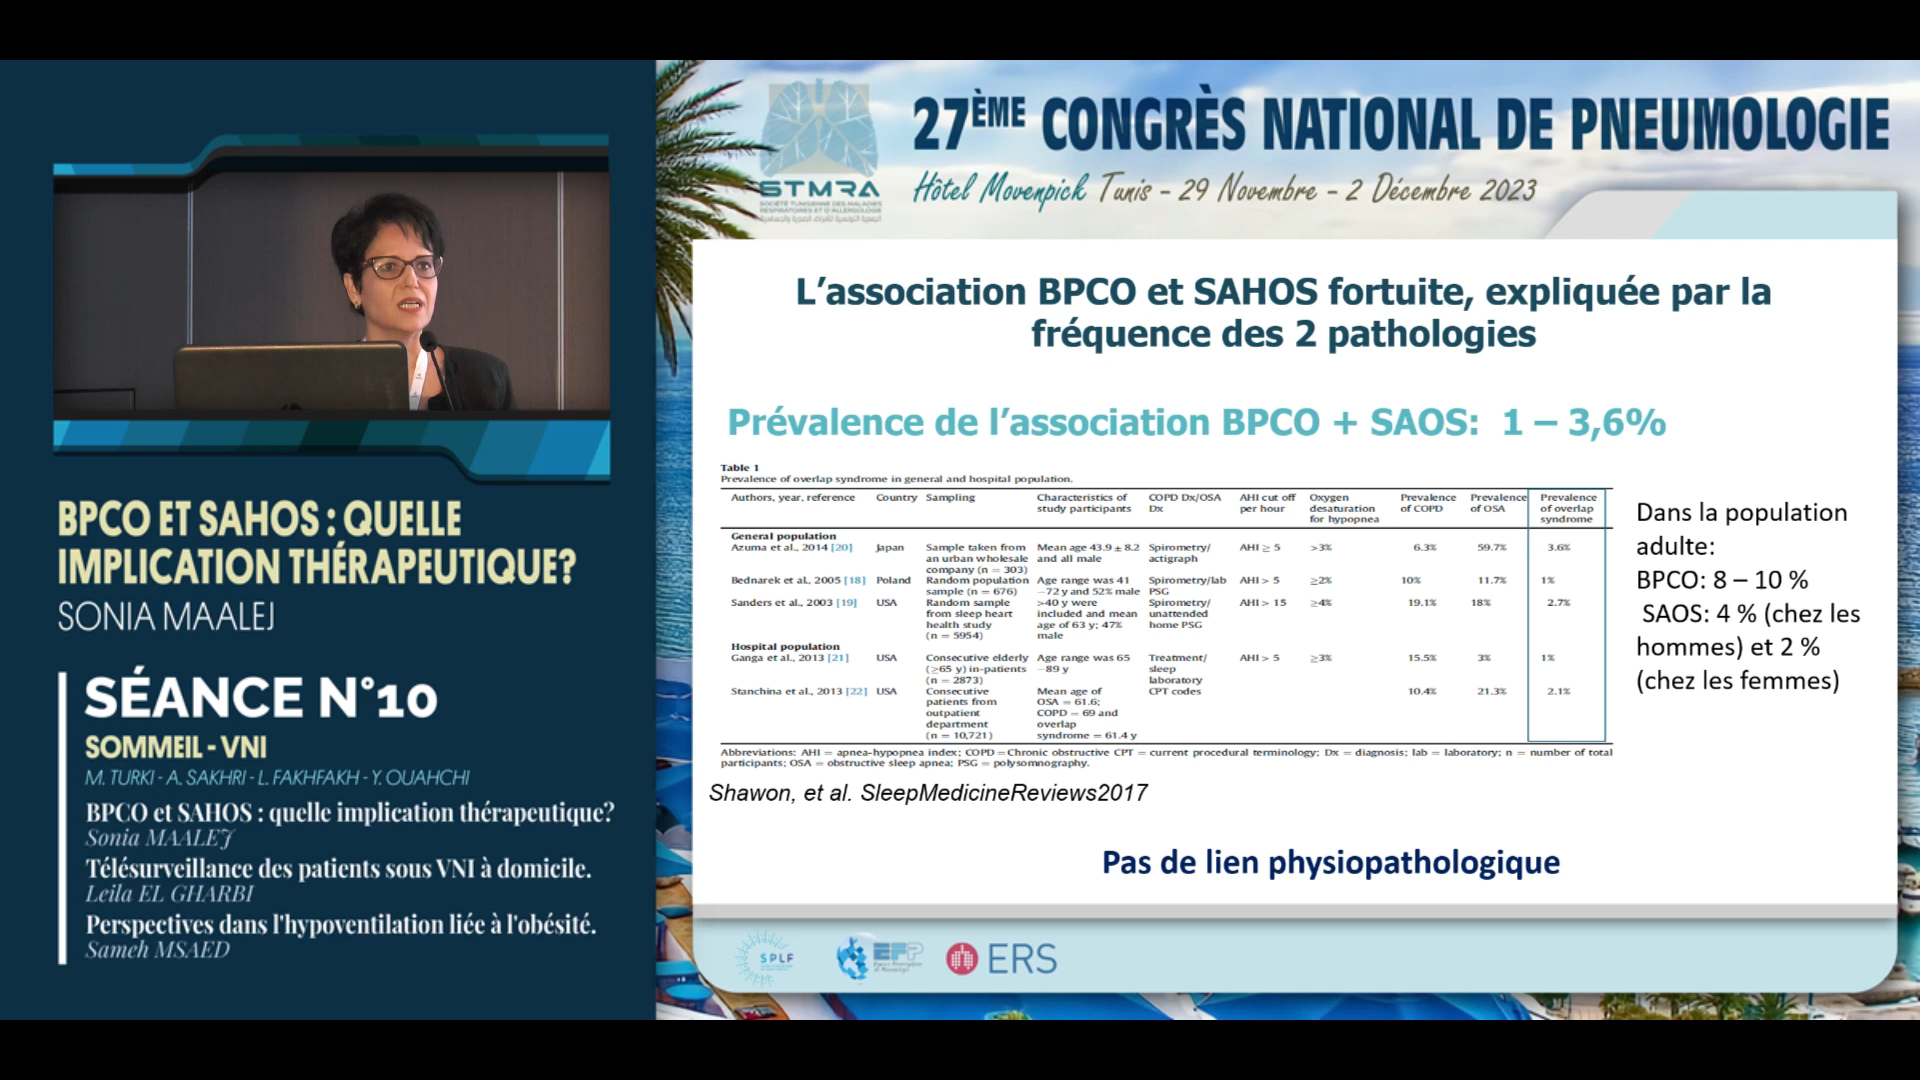 BPCO ET SAHOS : QUELLE
IMPLICATION THÉRAPEUTIQUE?
SONIA MAALEJ
SÉANCE N°10
SOMMEIL - VNI
M. TURKI - A. SAKHRI - L. FAKHFAKH - Y. OUAHCHI
BPCO et SAHOS : quelle implication thérapeutique?
Sonia MAALEJ
Télésurveillance des patients sous VNI à domicile.
Leila EL GHARBI
Perspectives dans l'hypoventilation liée à l'obésité.
Sameh MSAED
STMRA
SOCIÉTÉ TUNISIENNE DES MALADIES
RESPIRATOIRES ET D'ALLERGOLOGIE
27ÈME CONGRÈS NATIONAL DE PNEUMOLOGIE
Hôtel Movenpick Tunis - 29 Novembre - 2 Décembre 2023
L’association BPCO et SAHOS fortuite, expliquée par la
fréquence des 2 pathologies
Prévalence de l’association BPCO + SAOS: 1 – 3,6%
Table 1
Prevalence of overlap syndrome in general and hospital population.
Authors, year, reference Country Sampling Characteristics of COPD Dx/OSA AHI cut off Oxygen Prevalence Prevalence Prevalence
study participants Dx per hour desaturation of COPD of OSA of overlap
for hypopnea syndrome
General population
Azuma et al., 2014 [20] Japan Sample taken from Mean age 43.9 ± 8.2 Spirometry/ AHI ≥ 5 >3% 6.3% 59.7% 3.6%
an urban wholesale and all male actigraph
company (n = 303)
Bednarek et al., 2005 [18] Poland Random population Age range was 41 Spirometry/lab AHI > 5 ≥2% 10% 11.7% 1%
sample (n = 676) –72 y and 52% male PSG
Sanders et al., 2003 [19] USA Random sample >40 y were Spirometry/ AHI > 15 ≥4% 19.1% 18% 2.7%
from sleep heart included and mean unattended
health study age of 63 y; 47% home PSG
(n = 5954) male
Hospital population
Ganga et al., 2013 [21] USA Consecutive elderly Age range was 65 Treatment/ AHI > 5 ≥3% 15.5% 3% 1%
(≥65 y) in-patients –89 y sleep
(n = 2873) laboratory
Stanchina et al., 2013 [22] USA Consecutive Mean age of CPT codes 10.4% 21.3% 2.1%
patients from OSA = 61.6;
outpatient COPD = 69 and
department overlap
(n = 10,721) syndrome = 61.4 y
Abbreviations: AHI = apnea-hypopnea index; COPD = Chronic obstructive CPT = current procedural terminology; Dx = diagnosis; lab = laboratory; n = number of total
participants; OSA = obstructive sleep apnea; PSG = polysomnography.
Dans la population
adulte:
BPCO: 8 – 10 %
SAOS: 4 % (chez les
hommes) et 2 %
(chez les femmes)
Shawon, et al. SleepMedicineReviews2017
Pas de lien physiopathologique
SPLF
EFP
ERS